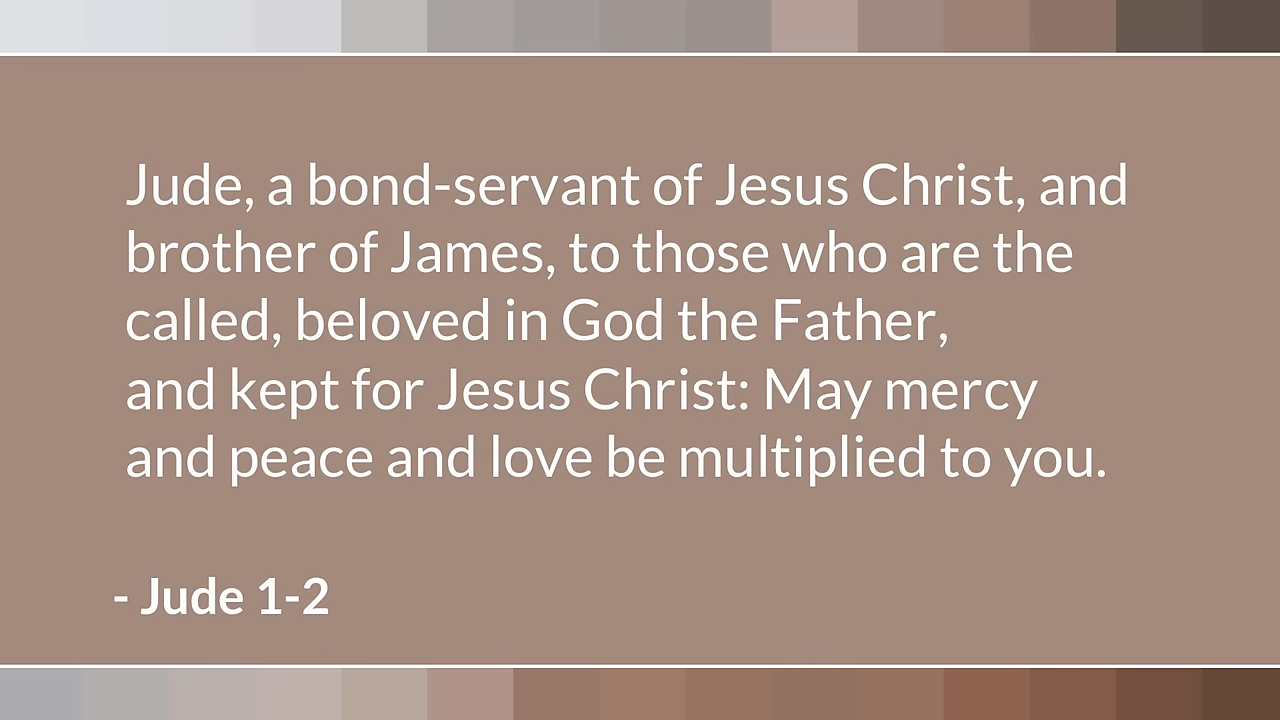 Jude, a bond-servant of Jesus Christ, and
brother of James, to those who are the
called, beloved in God the Father,
and kept for Jesus Christ: May mercy
and peace and love be multiplied to you.
- Jude 1-2